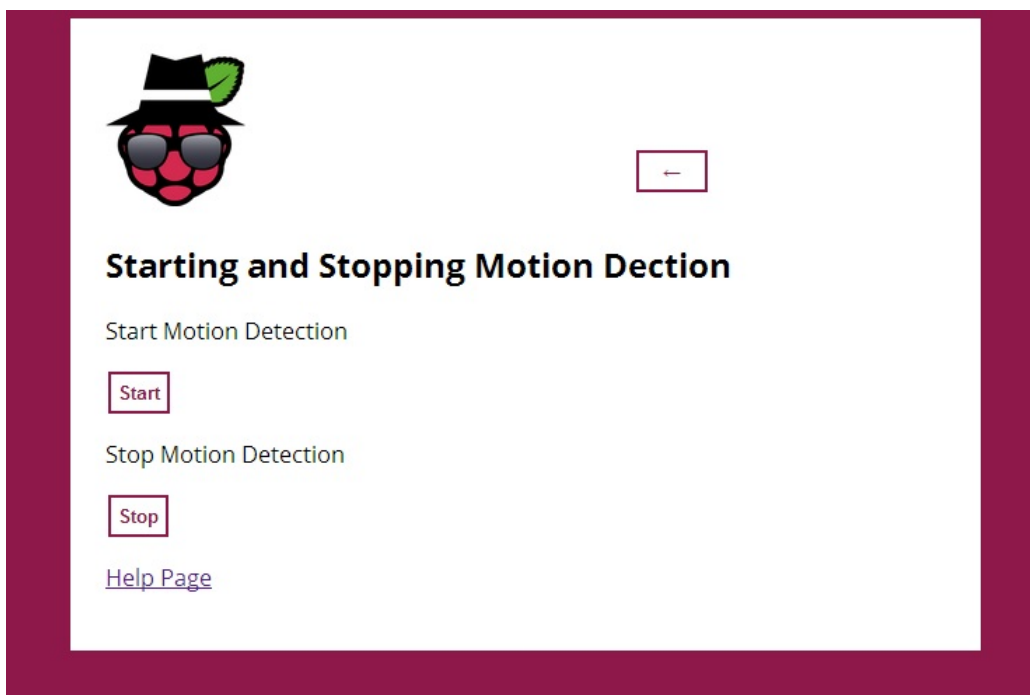 ←
Starting and Stopping Motion Dection
Start Motion Detection
Start
Stop Motion Detection
Stop
Help Page